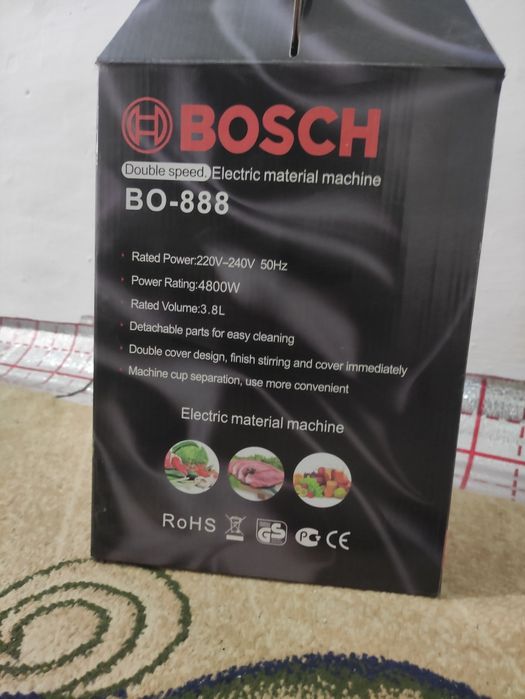 BOSCH
Double speed, Electric material machine
BO-888
Rated Power:220V~240V 50Hz
Power Rating:4800W
Rated Volume:3.8L
Detachable parts for easy cleaning
Double cover design, finish stirring and cover immediately
Machine cup separation, use more convenient
Electric material machine
RoHS GS PG CE